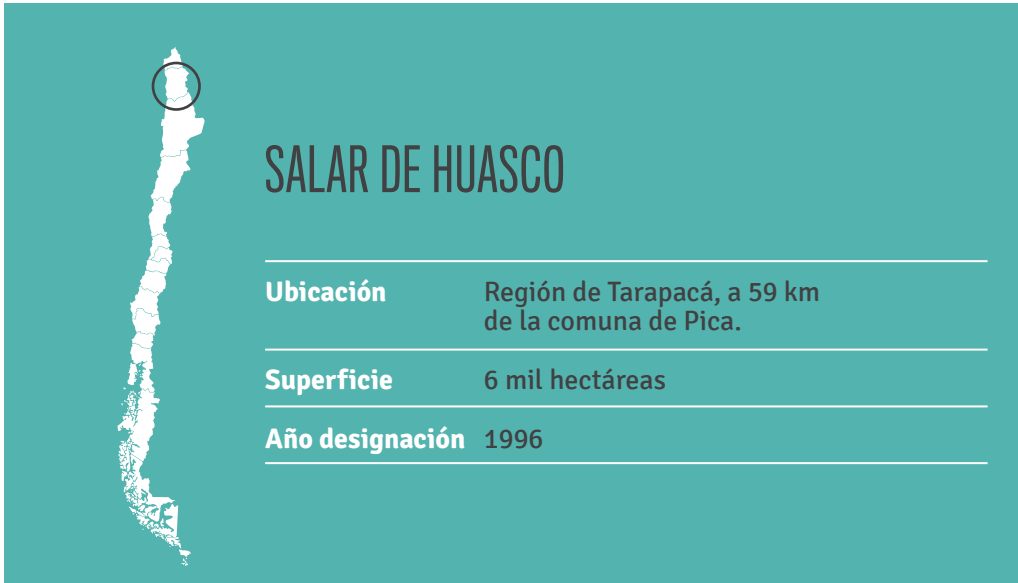 SALAR DE HUASCO
Ubicación Región de Tarapacá, a 59 km
de la comuna de Pica.
Superficie 6 mil hectáreas
Año designación 1996